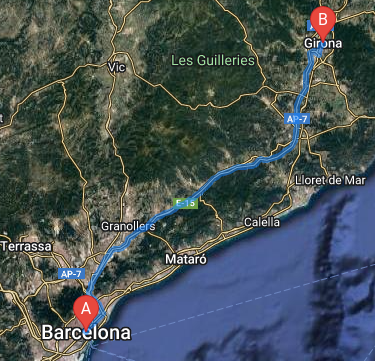 B
Girona
Vic
Les Guilleries
AP-7
Lloret de Mar
E-15
Calella
Granollers
Terrassa
Mataró
AP-7
A
Barcelona